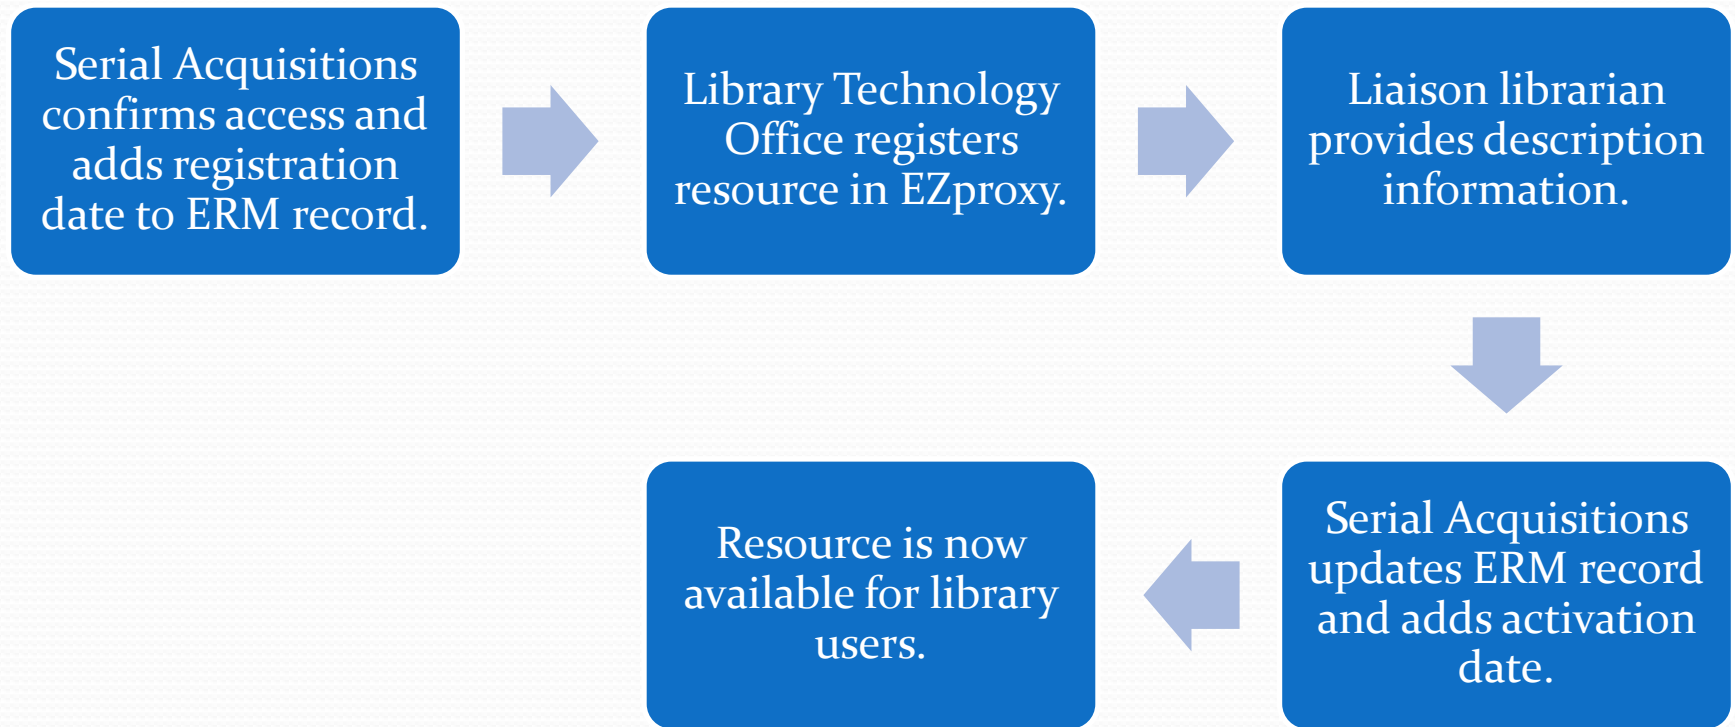 Serial Acquisitions
confirms access and
adds registration
date to ERM record.
Library Technology
Office registers
resource in EZproxy.
Liaison librarian
provides description
information.
Serial Acquisitions
updates ERM record
and adds activation
date.
Resource is now
available for library
users.